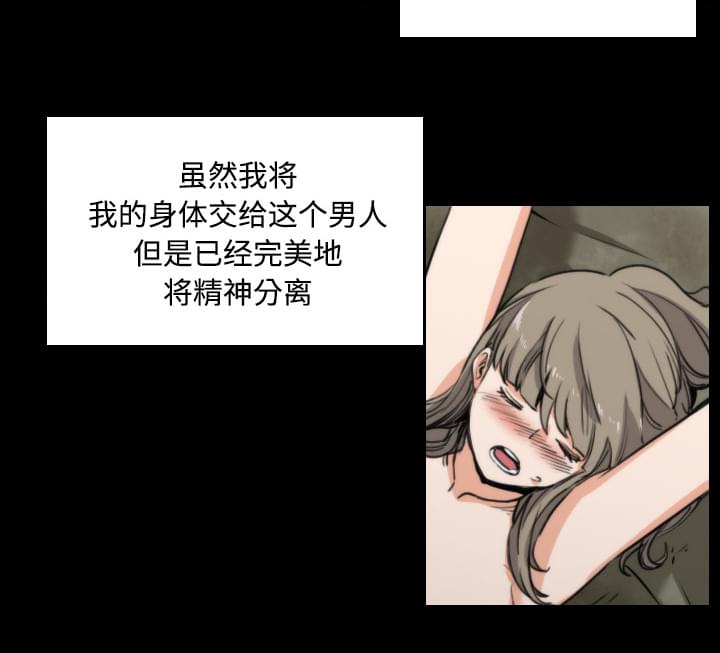 虽然我将
我的身体交给这个男人
但是已经完美地
将精神分离